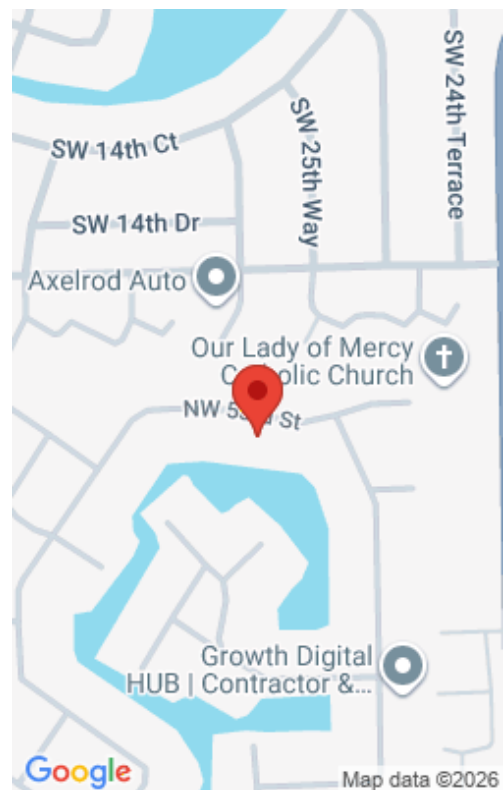 SW 14th Ct
SW 25th Way
SW 24th Terrace
SW 14th Dr
Axelrod Auto
Our Lady of Mercy
Catholic Church
NW St
Growth Digital
HUB | Contractor &...
Google
Map data ©2026